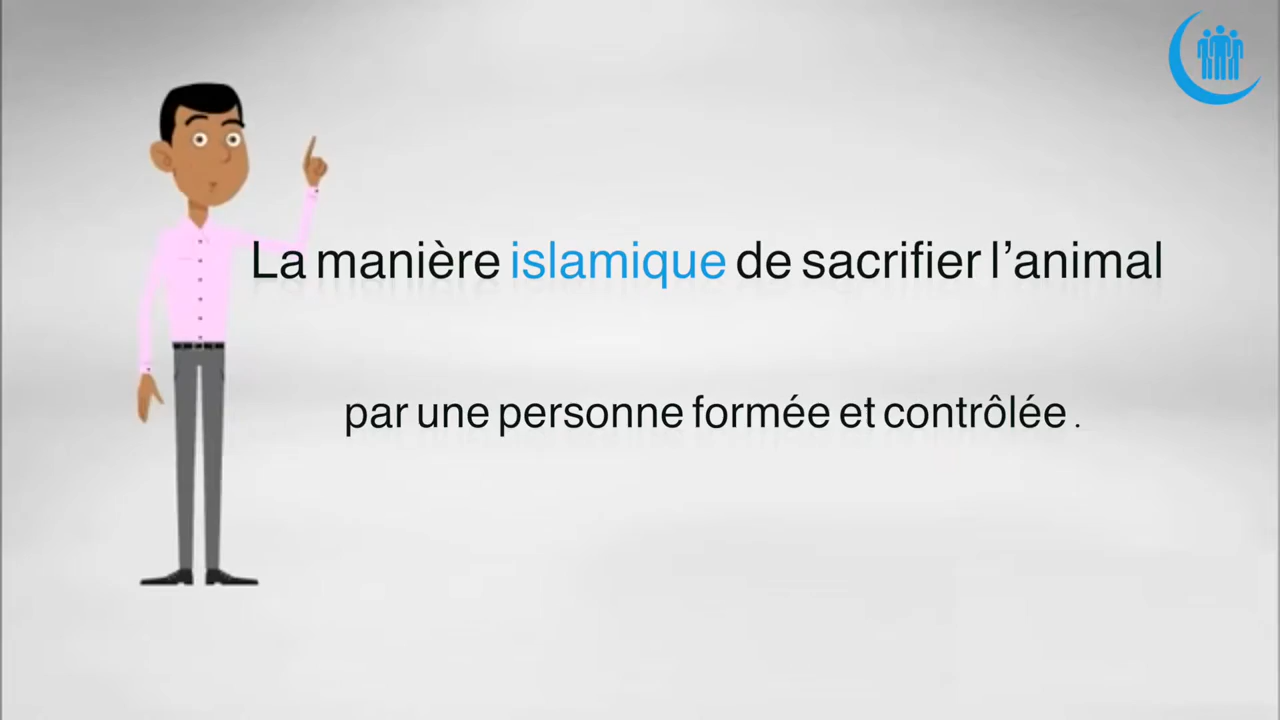 La manière islamique de sacrifier l’animal
par une personne formée et contrôlée .